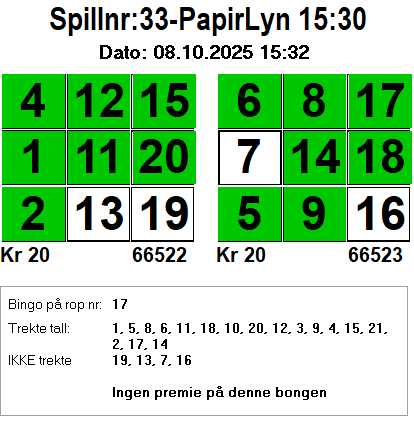 Spillnr:33-PapirLyn 15:30
Dato: 08.10.2025 15:32
4 12 15 6 8 17
1 11 20 7 14 18
2 13 19 5 9 16
Kr 20 66522 Kr 20 66523
Bingo på rop nr: 17
Trekte tall: 1, 5, 8, 6, 11, 18, 10, 20, 12, 3, 9, 4, 15, 21,
2, 17, 14
IKKE trekte 19, 13, 7, 16
Ingen premie på denne bongen